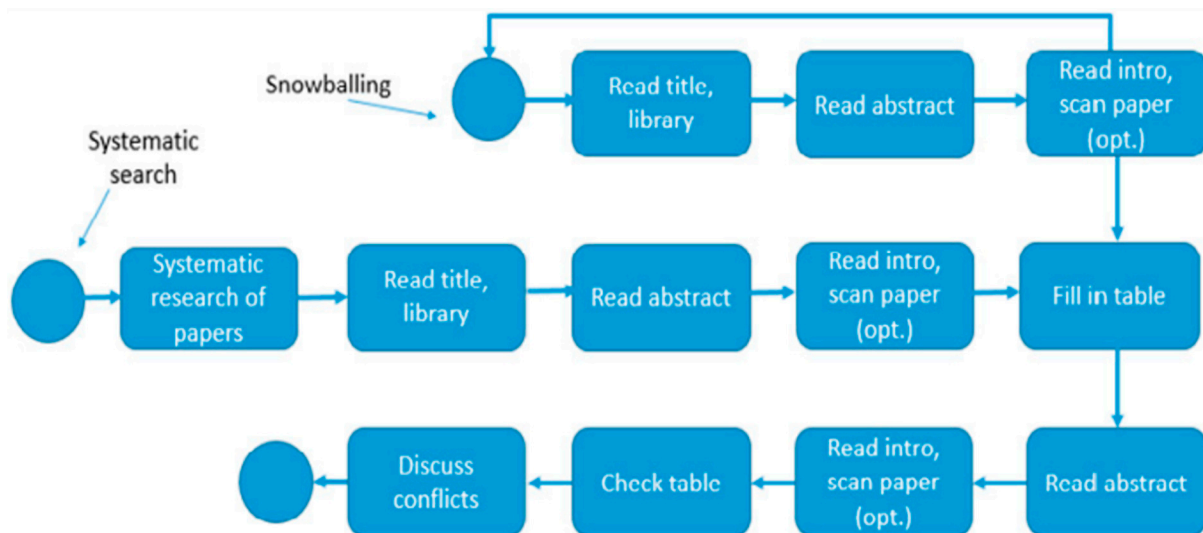 Snowballing
Read title,
library
Read abstract
Read intro,
scan paper
(opt.)
Systematic
search
Systematic
research of
papers
Read title,
library
Read abstract
Read intro,
scan paper
(opt.)
Fill in table
Discuss
conflicts
Check table
Read intro,
scan paper
(opt.)
Read abstract